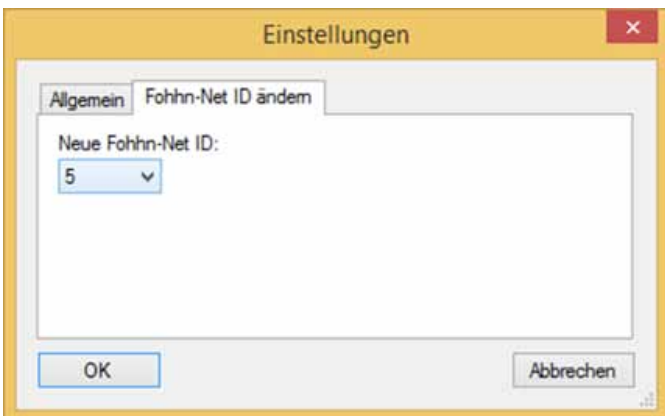 Einstellungen
Allgemein Fohhn-Net ID ändern
Neue Fohhn-Net ID:
5
OK Abbrechen